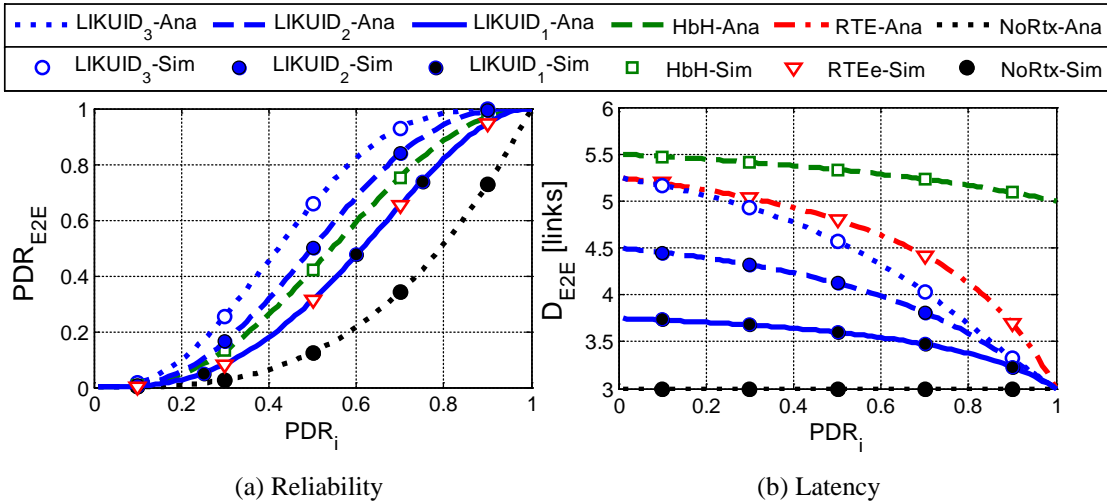 LIKUID3-Ana LIKUID2-Ana LIKUID1-Ana HbH-Ana RTE-Ana NoRtx-Ana
LIKUID3-Sim LIKUID2-Sim LIKUID1-Sim HbH-Sim RTEe-Sim NoRtx-Sim
1
0.8
0.6
0.4
0.2
0
PDRE2E
0 0.2 0.4 0.6 0.8 1
PDRi
(a) Reliability
6
5.5
5
4.5
4
3.5
3
DE2E [links]
0 0.2 0.4 0.6 0.8 1
PDRi
(b) Latency